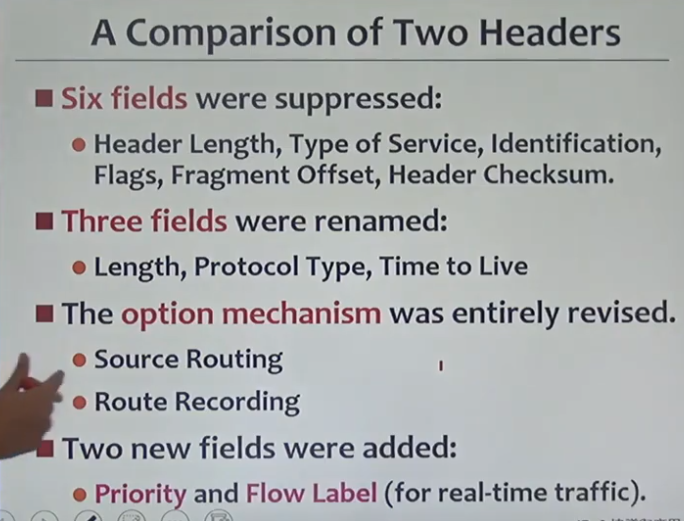 A Comparison of Two Headers
Six fields were suppressed:
Header Length, Type of Service, Identification,
Flags, Fragment Offset, Header Checksum.
Three fields were renamed:
Length, Protocol Type, Time to Live
The option mechanism was entirely revised.
Source Routing
Route Recording
Two new fields were added:
Priority and Flow Label (for real-time traffic).